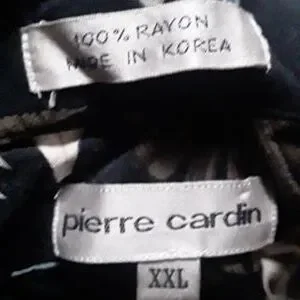 100% RAYON
MADE IN KOREA
pierre cardin
XXL